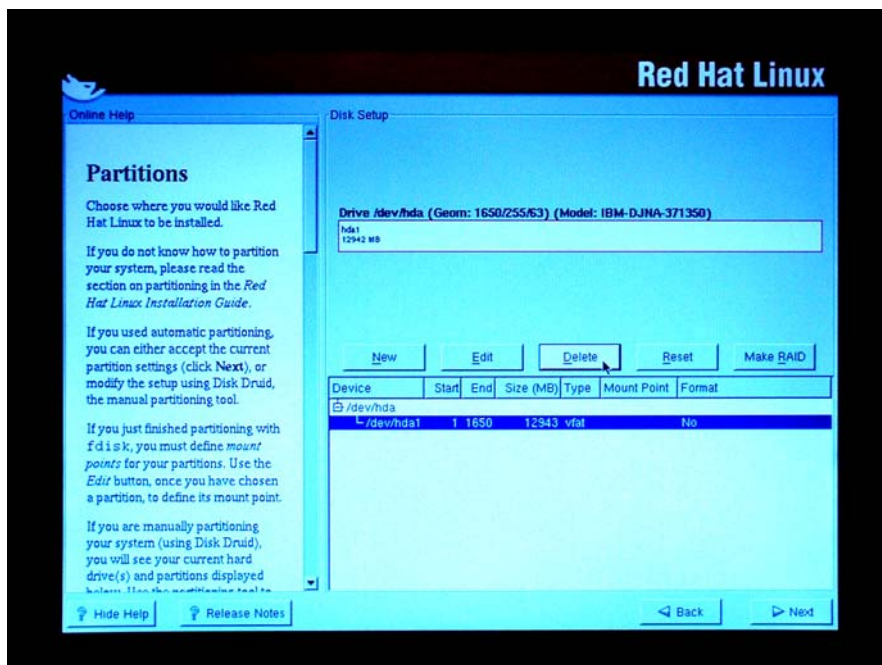 Red Hat Linux
Online Help
Partitions
Choose where you would like Red
Hat Linux to be installed.
If you do not know how to partition
your system, please read the
section on partitioning in the Red
Hat Linux Installation Guide.
If you used automatic partitioning,
you can either accept the current
partition settings (click Next), or
modify the setup using Disk Druid,
the manual partitioning tool.
If you just finished partitioning with
fdisk, you must define mount
points for your partitions. Use the
Edit button, once you have chosen
a partition, to define its mount point.
If you are manually partitioning
your system (using Disk Druid),
you will see your current hard
drive(s) and partitions displayed
below. Use the partitioning tool to
Disk Setup
Drive /dev/hda (Geom: 1650/255/63) (Model: IBM-DJNA-371350)
hda1
12942 MB
New Edit Delete Reset Make RAID
Device Start End Size (MB) Type Mount Point Format
/dev/hda
/dev/hda1 1 1650 12943 vfat No
Hide Help Release Notes Back Next